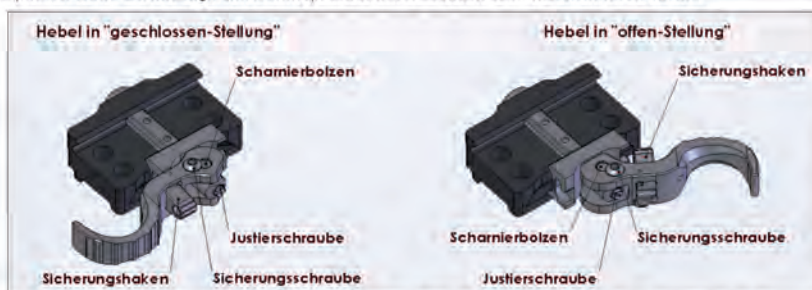 Hebel in "geschlossen-Stellung"
Scharnierbolzen
Justierschraube
Sicherungshaken
Sicherungsschraube
Hebel in "offen-Stellung"
Sicherungshaken
Scharnierbolzen
Sicherungsschraube
Justierschraube